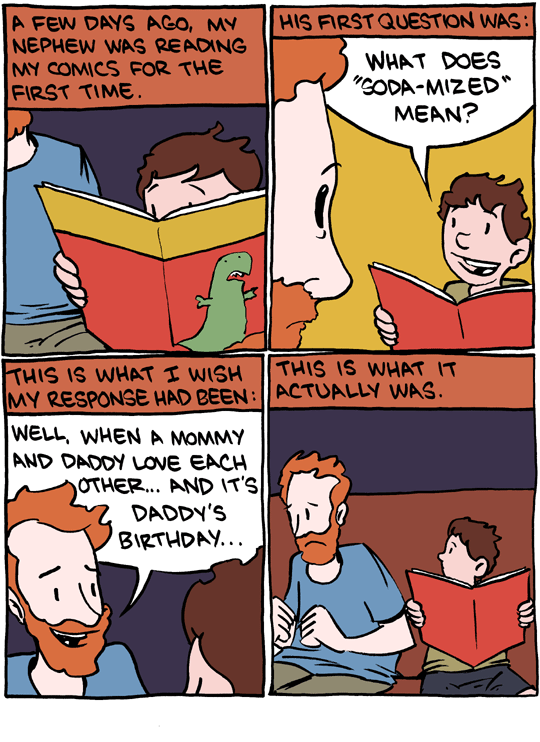 A FEW DAYS AGO, MY
NEPHEW WAS READING
MY COMICS FOR THE
FIRST TIME.
HIS FIRST QUESTION WAS:
WHAT DOES
"SODA-MIZED"
MEAN?
THIS IS WHAT I WISH
MY RESPONSE HAD BEEN:
WELL, WHEN A MOMMY
AND DADDY LOVE EACH
OTHER... AND IT'S
DADDY'S
BIRTHDAY...
THIS IS WHAT IT
ACTUALLY WAS.